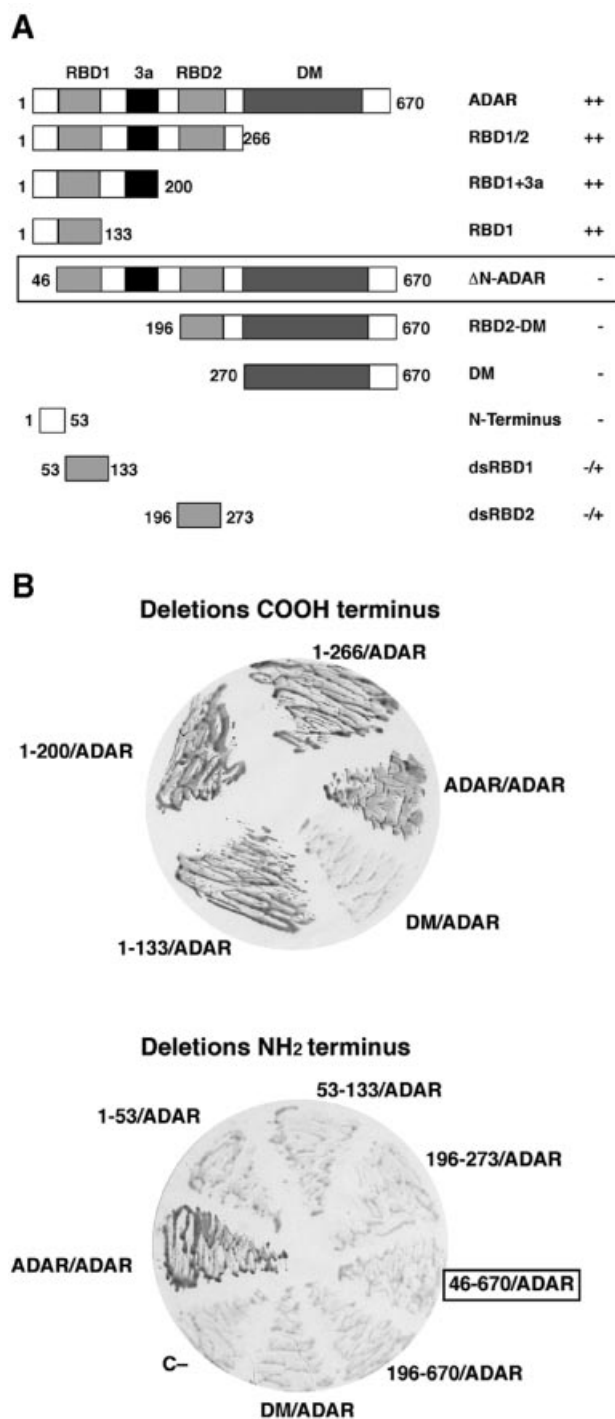 A
RBD1 3a RBD2 DM
1 670 ADAR ++
1 266 RBD1/2 ++
1 200 RBD1+3a ++
1 133 RBD1 ++
46 670 ΔN-ADAR -
196 670 RBD2-DM -
270 670 DM -
1 53 N-Terminus -
53 133 dsRBD1 -/+
196 273 dsRBD2 -/+
B
Deletions COOH terminus
1-266/ADAR
1-200/ADAR
ADAR/ADAR
DM/ADAR
1-133/ADAR
Deletions NH2 terminus
53-133/ADAR
1-53/ADAR
196-273/ADAR
ADAR/ADAR
46-670/ADAR
C–
196-670/ADAR
DM/ADAR